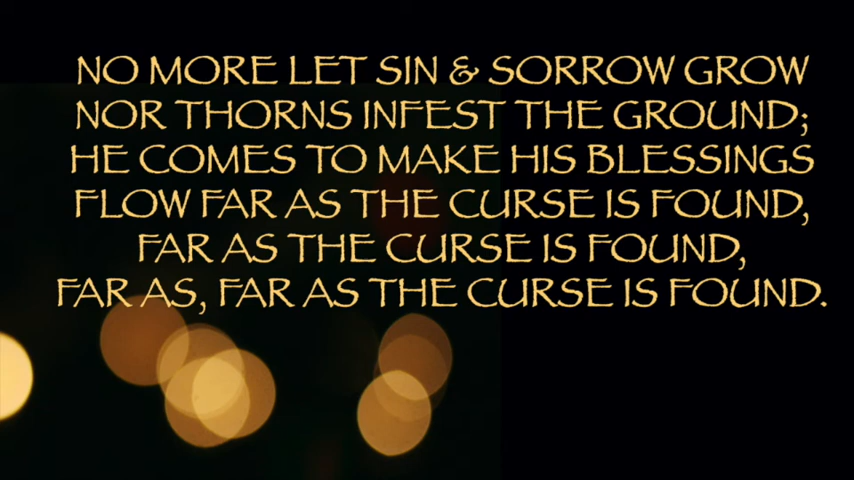 NO MORE LET SIN & SORROW GROW
NOR THORNS INFEST THE GROUND;
HE COMES TO MAKE HIS BLESSINGS
FLOW FAR AS THE CURSE IS FOUND,
FAR AS THE CURSE IS FOUND,
FAR AS, FAR AS THE CURSE IS FOUND.